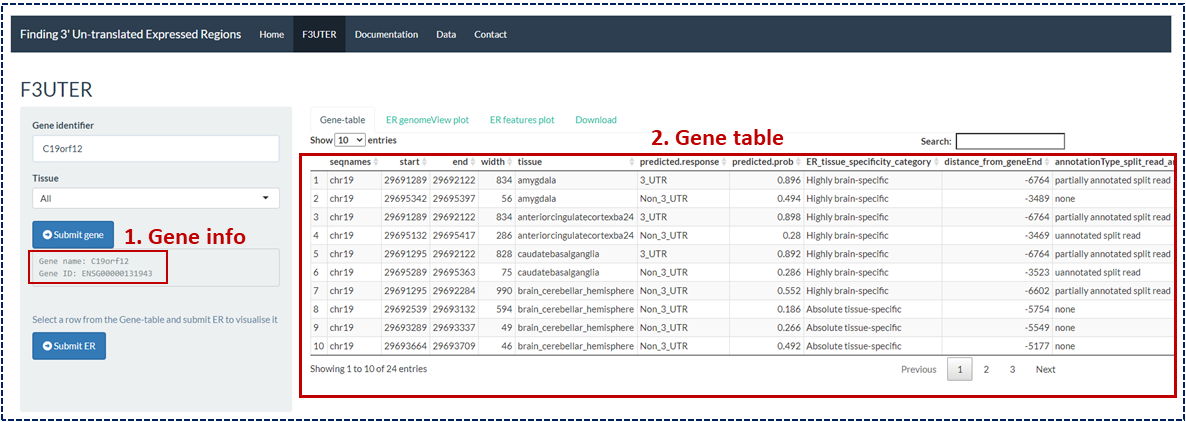 Finding 3' Un-translated Expressed Regions Home F3UTER Documentation Data Contact
F3UTER
Gene identifier
C19orf12
Tissue
All
Submit gene
1. Gene info
Gene name: C19orf12
Gene ID: ENSG00000131943
Select a row from the Gene-table and submit ER to visualise it
Submit ER
Gene-table ER genomeView plot ER features plot Download
Show 10 entries
2. Gene table
Search:
seqnames start end width tissue predicted.response predicted.prob ER_tissue_specificity_category distance_from_geneEnd annotationType_split_read_an
1 chr19 29691289 29692122 834 amygdala 3_UTR 0.896 Highly brain-specific -6764 partially annotated split read
2 chr19 29695342 29695397 56 amygdala Non_3_UTR 0.494 Highly brain-specific -3489 none
3 chr19 29691289 29692122 834 anteriorcingulatecortexba24 3_UTR 0.898 Highly brain-specific -6764 partially annotated split read
4 chr19 29695132 29695417 286 anteriorcingulatecortexba24 Non_3_UTR 0.28 Highly brain-specific -3469 unannotated split read
5 chr19 29691295 29692122 828 caudatebasalganglia 3_UTR 0.892 Highly brain-specific -6764 partially annotated split read
6 chr19 29695289 29695363 75 caudatebasalganglia Non_3_UTR 0.286 Highly brain-specific -3523 unannotated split read
7 chr19 29691295 29692284 990 brain_cerebellar_hemisphere Non_3_UTR 0.552 Highly brain-specific -6602 partially annotated split read
8 chr19 29692539 29693132 594 brain_cerebellar_hemisphere Non_3_UTR 0.186 Absolute tissue-specific -5754 none
9 chr19 29693289 29693337 49 brain_cerebellar_hemisphere Non_3_UTR 0.266 Absolute tissue-specific -5549 none
10 chr19 29693664 29693709 46 brain_cerebellar_hemisphere Non_3_UTR 0.492 Absolute tissue-specific -5177 none
Showing 1 to 10 of 24 entries
Previous 1 2 3 Next